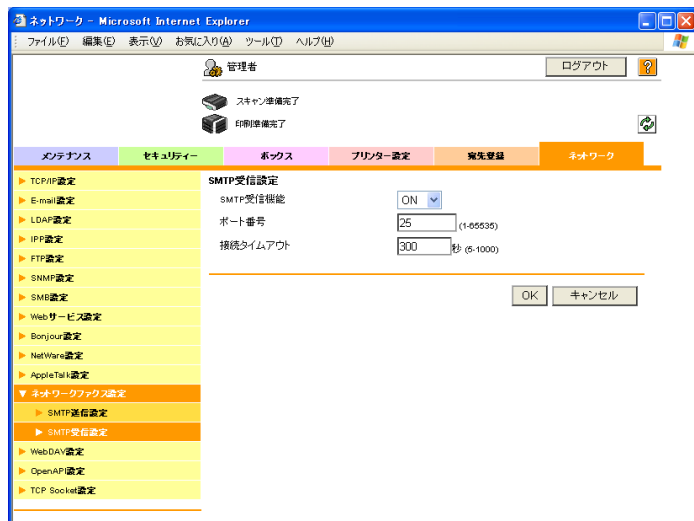 ネットワーク - Microsoft Internet Explorer
ファイル(F) 編集(E) 表示(V) お気に入り(A) ツール(T) ヘルプ(H)
管理者 ログアウト ?
スキャン準備完了
印刷準備完了
メンテナンス セキュリティー ボックス プリンター設定 宛先登録 ネットワーク
TCP/IP設定
E-mail設定
LDAP設定
IPP設定
FTP設定
SNMP設定
SMB設定
Webサービス設定
Bonjour設定
NetWare設定
AppleTalk設定
ネットワークファクス設定
SMTP送信設定
SMTP受信設定
WebDAV設定
OpenAPI設定
TCP Socket設定
SMTP受信設定
SMTP受信機能 ON
ポート番号 25 (1-65535)
接続タイムアウト 300 秒 (5-1000)
OK キャンセル